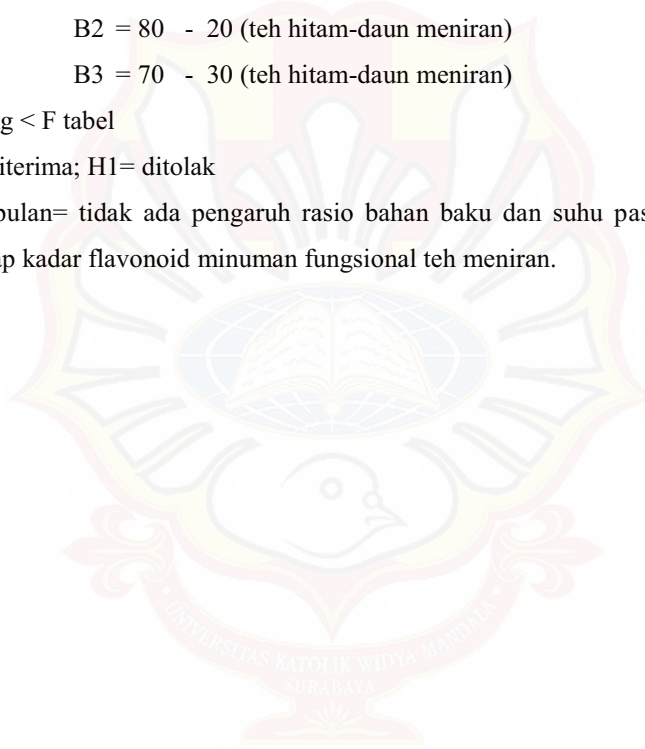 B2 = 80 - 20 (teh hitam-daun meniran)
B3 = 70 - 30 (teh hitam-daun meniran)
g < F tabel
iterima; H1= ditolak
pulan= tidak ada pengaruh rasio bahan baku dan suhu pas
ap kadar flavonoid minuman fungsional teh meniran.
UNIVERSITAS KATOLIK WIDYA MANDALA
SURABAYA